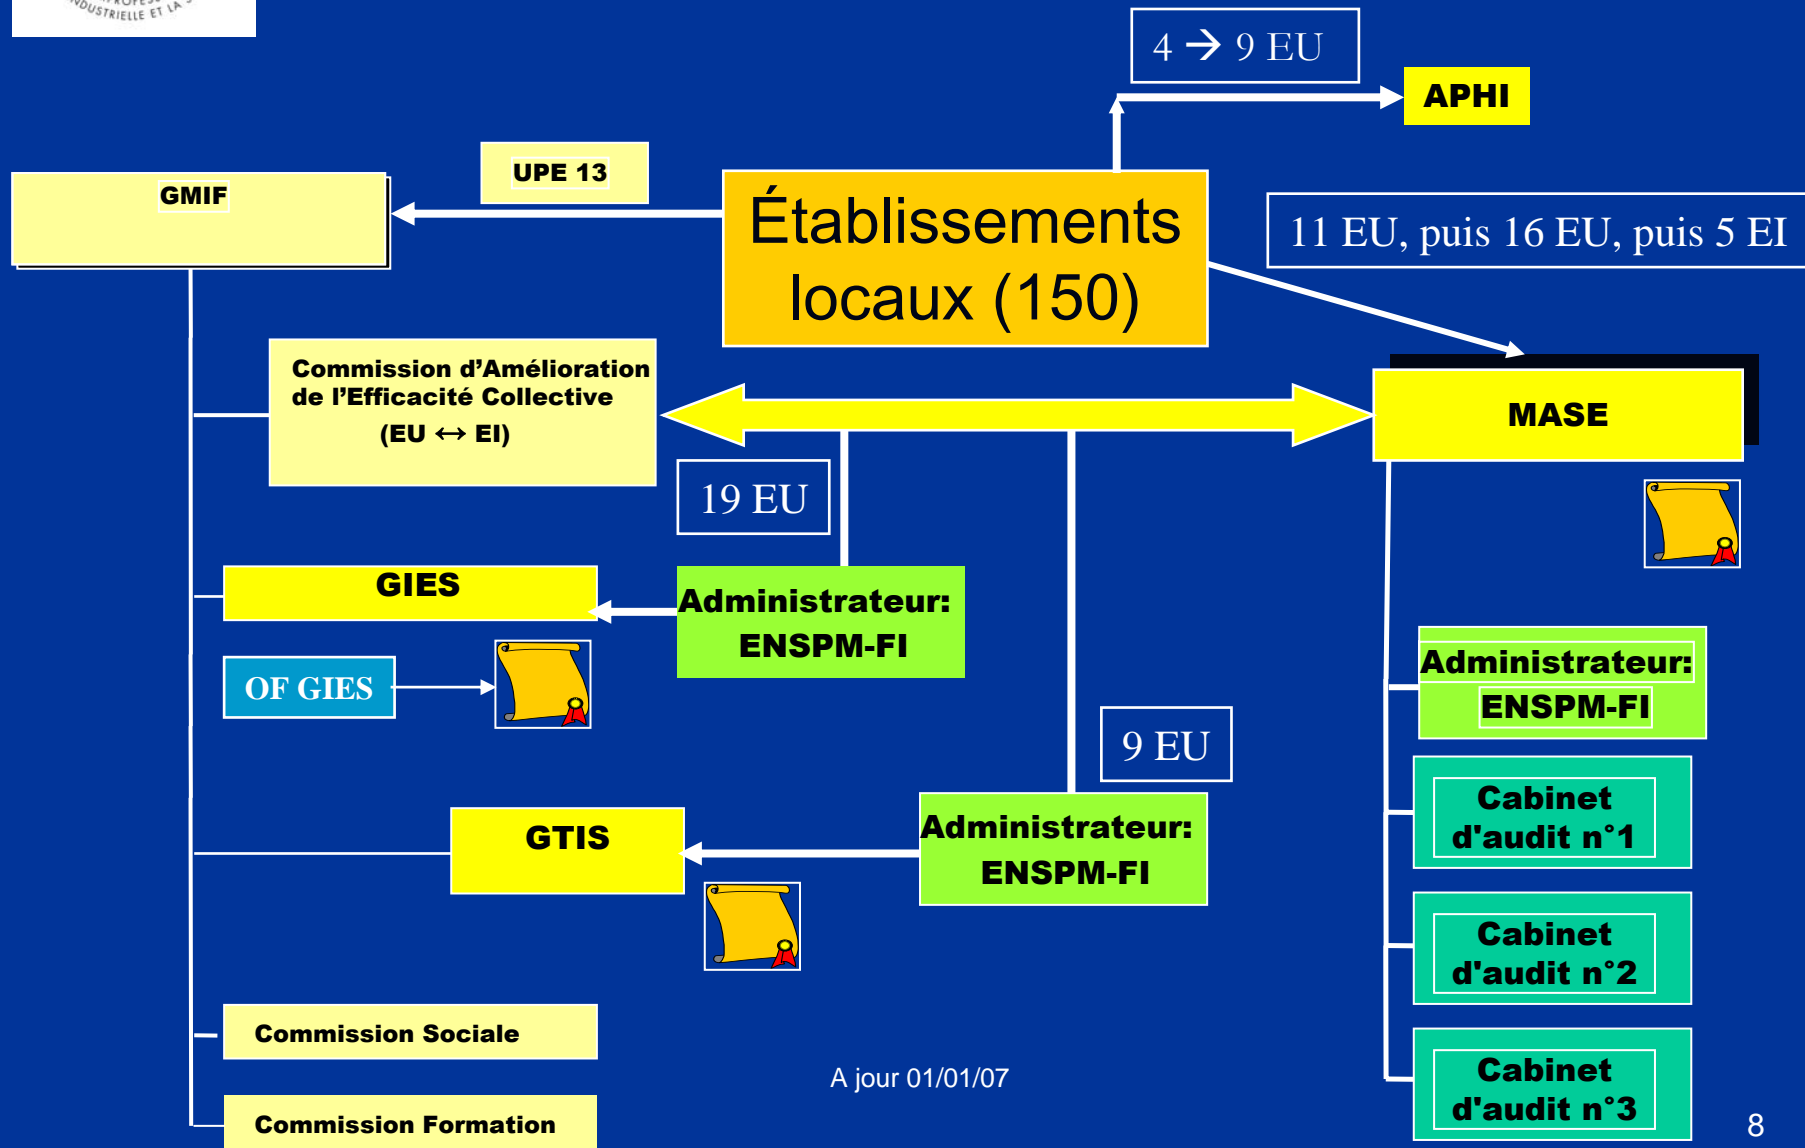 INDUSTRIELLE ET LA
4 → 9 EU
APHI
UPE 13
GMIF
Établissements
locaux (150)
11 EU, puis 16 EU, puis 5 EI
Commission d'Amélioration
de l'Efficacité Collective
(EU ↔ EI)
MASE
19 EU
GIES
Administrateur:
ENSPM-FI
OF GIES
Administrateur:
ENSPM-FI
9 EU
GTIS
Administrateur:
ENSPM-FI
Cabinet
d'audit n°1
Cabinet
d'audit n°2
Commission Sociale
Cabinet
d'audit n°3
A jour 01/01/07
Commission Formation
8